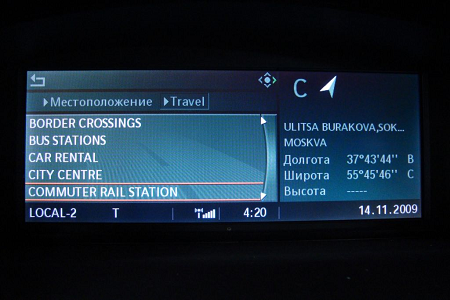 Местоположение Travel
BORDER CROSSINGS
BUS STATIONS
CAR RENTAL
CITY CENTRE
COMMUTER RAIL STATION
LOCAL-2 T 4:20
С
ULITSA BURAKOVA,SOK...
MOSKVA
Долгота 37°43'44'' В
Широта 55°45'46'' С
Высота -----
14.11.2009